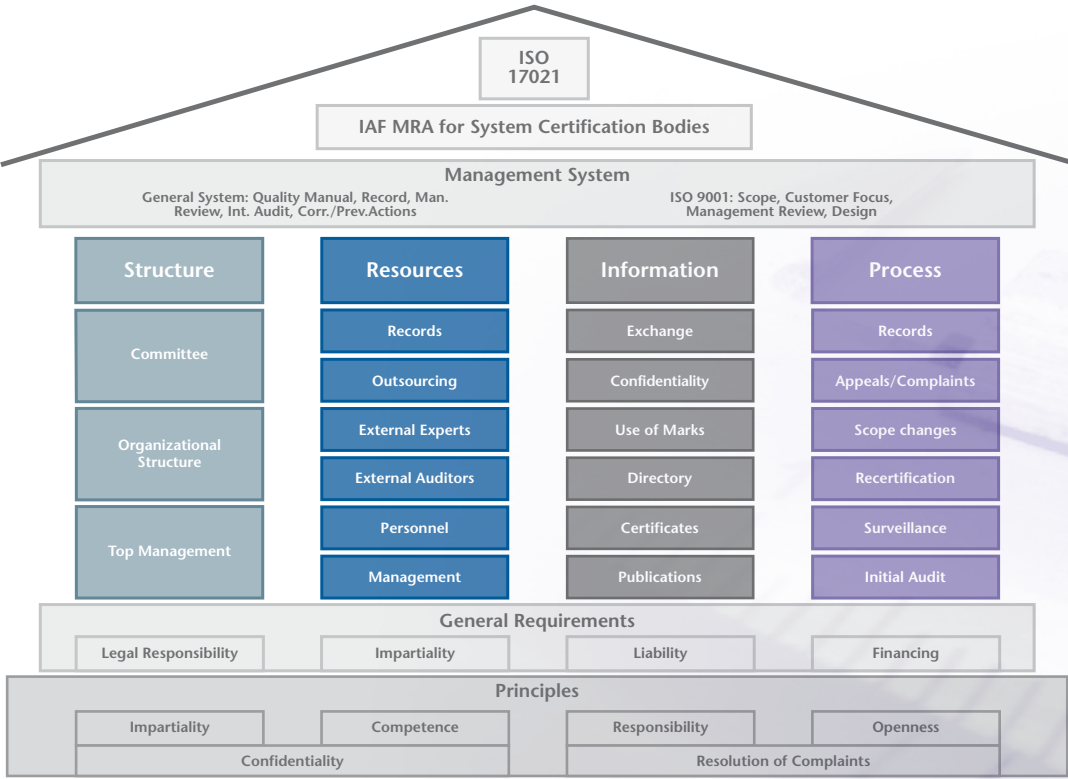 ISO
17021
IAF MRA for System Certification Bodies
Management System
General System: Quality Manual, Record, Man.
Review, Int. Audit, Corr./Prev.Actions
ISO 9001: Scope, Customer Focus,
Management Review, Design
Structure
Committee
Organizational
Structure
Top Management
Resources
Records
Outsourcing
External Experts
External Auditors
Personnel
Management
Information
Exchange
Confidentiality
Use of Marks
Directory
Certificates
Publications
Process
Records
Appeals/Complaints
Scope changes
Recertification
Surveillance
Initial Audit
General Requirements
Legal Responsibility
Impartiality
Liability
Financing
Principles
Impartiality
Competence
Responsibility
Openness
Confidentiality
Resolution of Complaints